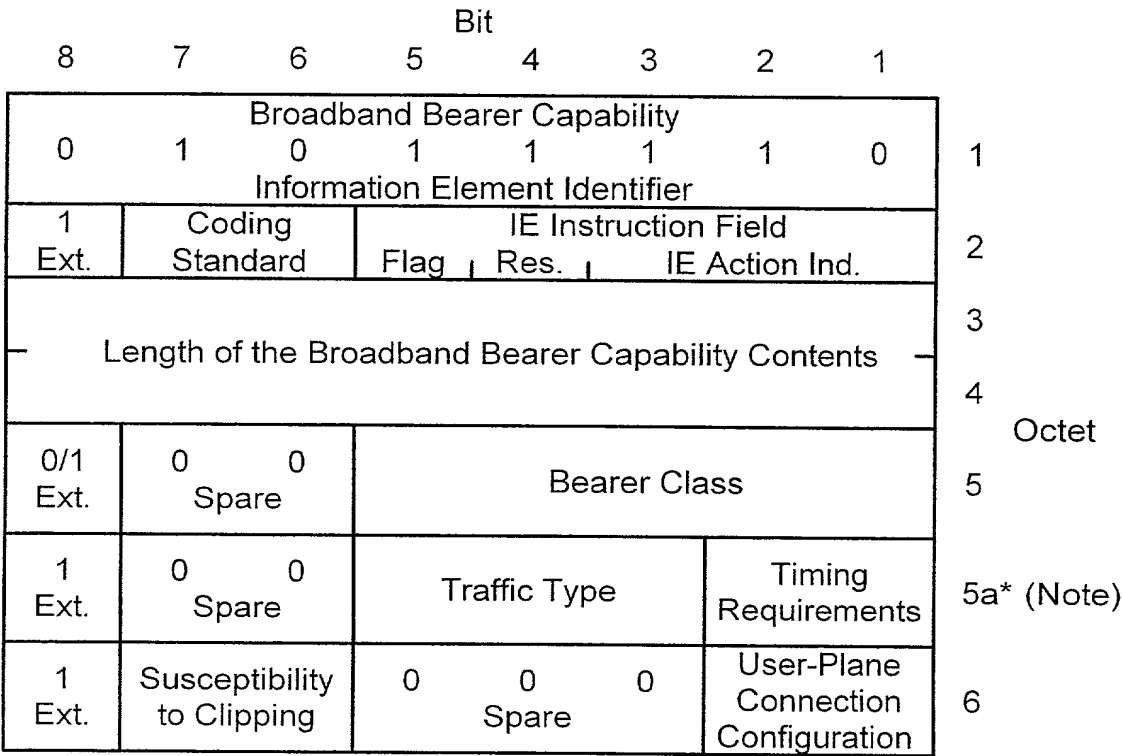 Bit
8 7 6 5 4 3 2 1
Broadband Bearer Capability
0 1 0 1 1 1 1 0 1
Information Element Identifier
1 Coding IE Instruction Field
Ext. Standard Flag Res. IE Action Ind. 2
3
Length of the Broadband Bearer Capability Contents
4
Octet
0/1 0 0 Bearer Class 5
Ext. Spare
1 0 0 Traffic Type Timing 5a* (Note)
Ext. Spare Requirements
1 Susceptibility 0 0 0 User-Plane
Ext. to Clipping Spare Connection 6
Configuration